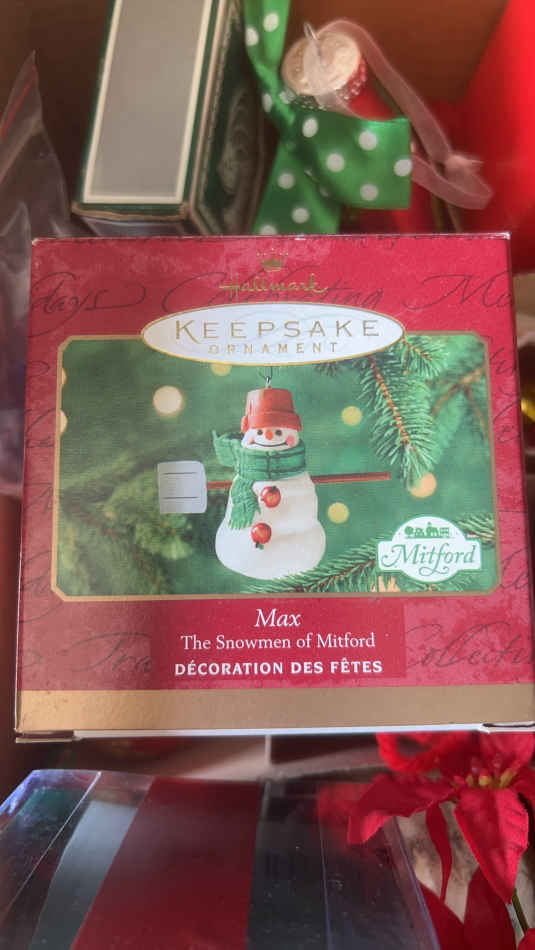 Hallmark
KEEPSAKE
ORNAMENT
Mitford
Max
The Snowmen of Mitford
DÉCORATION DES FÊTES